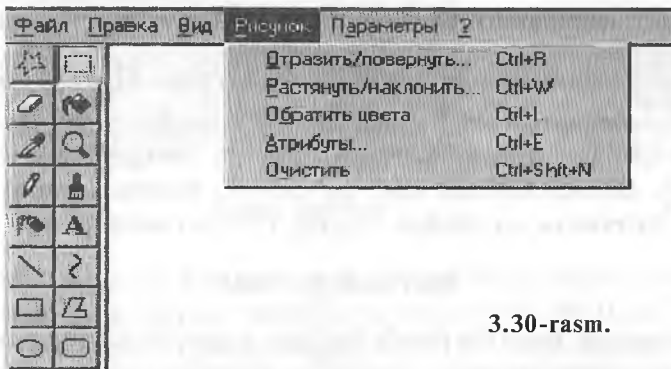 Файл Правка Вид Рисунок Параметры ?
Отразить/повернуть... Ctrl+R
Растянуть/наклонить... Ctrl+W
Обратить цвета Ctrl+I
Атрибуты... Ctrl+E
Очистить Ctrl+Shft+N
A
3.30-rasm.